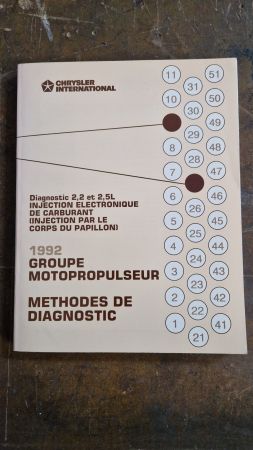 CHRYSLER
INTERNATIONAL
11 51
31
10 50
30
49
29
8 48
28
7 47
6 46
26
5 45
25
4 44
24
3 43
23
2 42
22
1 41
21
Diagnostic 2,2 et 2,5L
INJECTION ELECTRONIQUE
DE CARBURANT
(INJECTION PAR LE
CORPS DU PAPILLON)
1992
GROUPE
MOTOPROPULSEUR
METHODES DE
DIAGNOSTIC